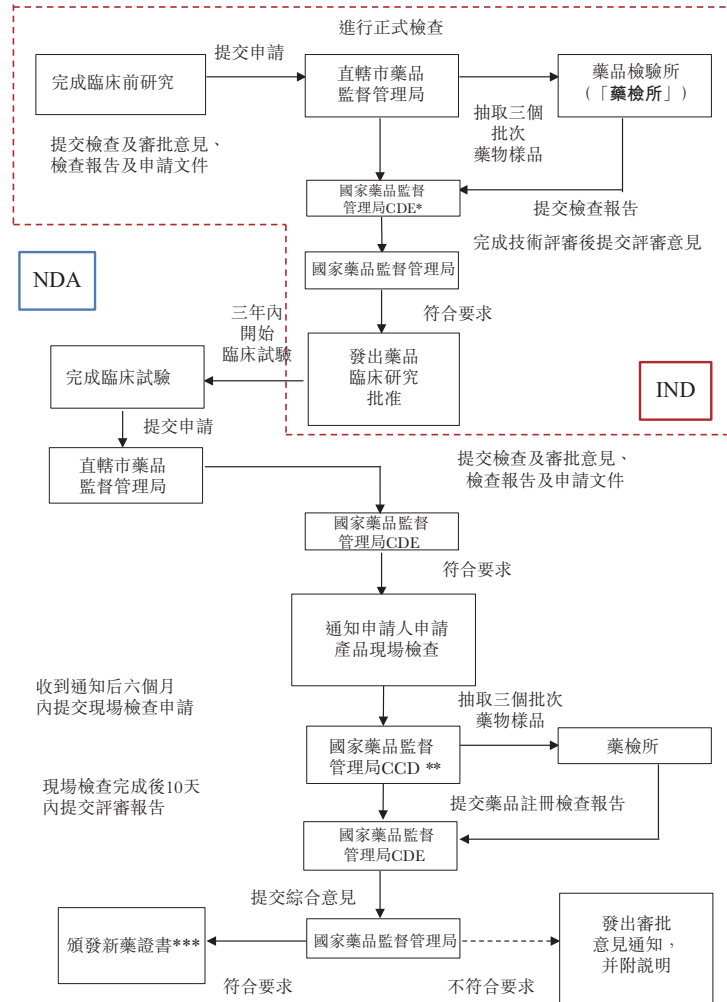 進行正式檢查
提交申請
完成臨床前研究
直轄市藥品
監督管理局
藥品檢驗所
(「藥檢所」)
抽取三個
批次
藥物樣品
提交檢查及審批意見、
檢查報告及申請文件
國家藥品監督
管理局CDE*
提交檢查報告
完成技術評審後提交評審意見
NDA
國家藥品監督管理局
三年內
開始
臨床試驗
符合要求
完成臨床試驗
發出藥品
臨床研究
批准
IND
提交申請
直轄市藥品
監督管理局
提交檢查及審批意見、
檢查報告及申請文件
國家藥品監督
管理局CDE
符合要求
通知申請人申請
產品現場檢查
收到通知后六個月
內提交現場檢查申請
抽取三個批次
藥物樣品
國家藥品監督
管理局CCD **
藥檢所
現場檢查完成後10天
內提交評審報告
提交藥品註冊檢查報告
國家藥品監督
管理局CDE
提交綜合意見
頒發新藥證書***
國家藥品監督管理局
發出審批
意見通知，
并附説明
符合要求
不符合要求